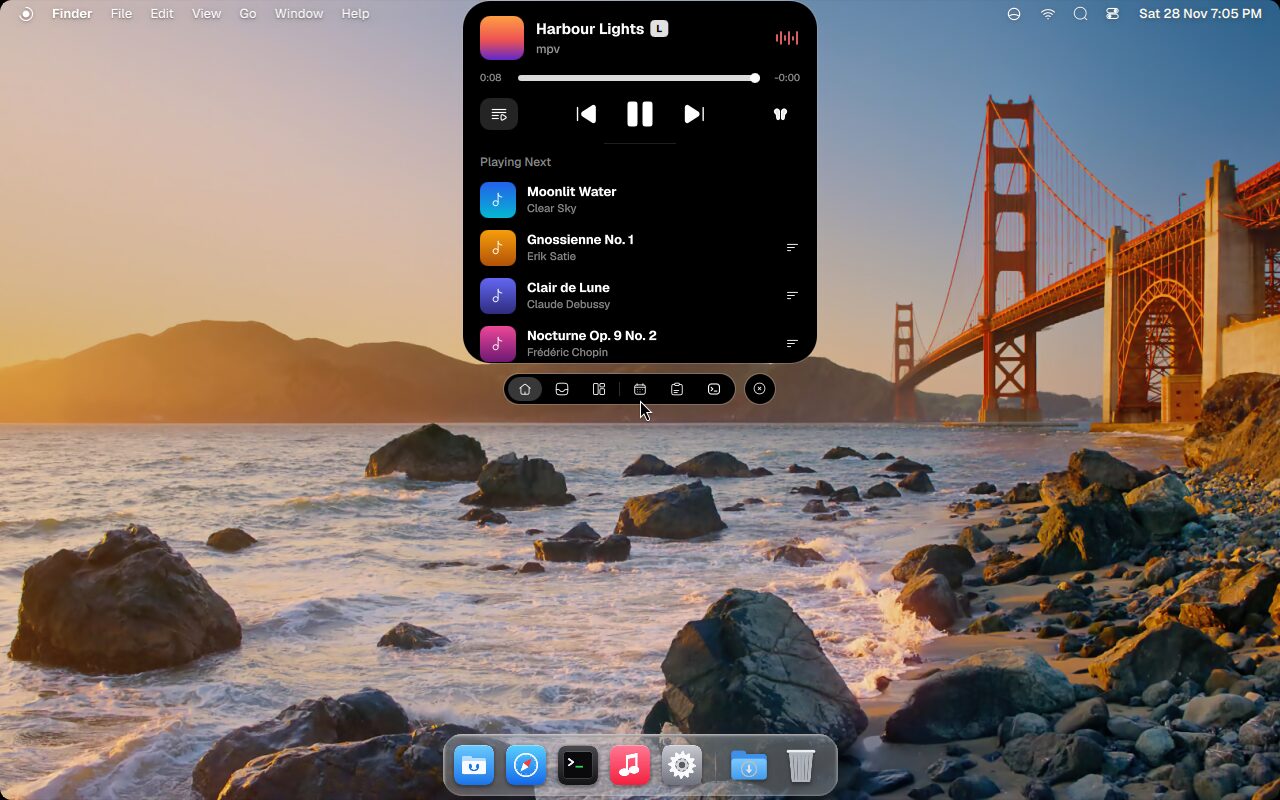 Finder File Edit View Go Window Help
Sat 28 Nov 7:05 PM
Harbour Lights L
mpv
0:08 -0:00
Playing Next
Moonlit Water
Clear Sky
Gnossienne No. 1
Erik Satie
Clair de Lune
Claude Debussy
Nocturne Op. 9 No. 2
Frédéric Chopin